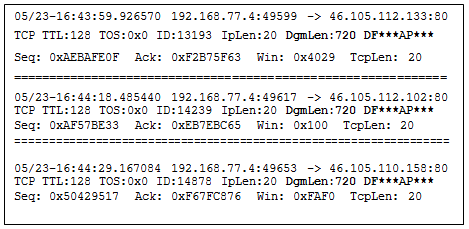 05/23-16:43:59.926570 192.168.77.4:49599 -> 46.105.112.133:80
TCP TTL:128 TOS:0x0 ID:13193 IpLen:20 DgmLen:720 DF***AP***
Seq: 0xAEBAFE0F Ack: 0xF2B75F63 Win: 0x4029 TcpLen: 20
=================================================================
05/23-16:44:18.485440 192.168.77.4:49617 -> 46.105.112.102:80
TCP TTL:128 TOS:0x0 ID:14239 IpLen:20 DgmLen:720 DF***AP***
Seq: 0xAF57BE33 Ack: 0xEB7EBC65 Win: 0x100 TcpLen: 20
=================================================================
05/23-16:44:29.167084 192.168.77.4:49653 -> 46.105.110.158:80
TCP TTL:128 TOS:0x0 ID:14878 IpLen:20 DgmLen:720 DF***AP***
Seq: 0x50429517 Ack: 0xF67FC876 Win: 0xFAF0 TcpLen: 20